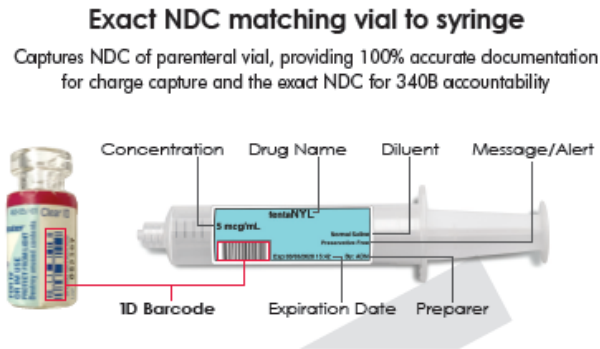 Exact NDC matching vial to syringe
Captures NDC of parenteral vial, providing 100% accurate documentation
for charge capture and the exact NDC for 340B accountability
Concentration Drug Name Diluent Message/Alert
fentaNYL
5 mcg/mL
Normal Saline
Preservative Free
Clear
1D Barcode Expiration Date Preparer